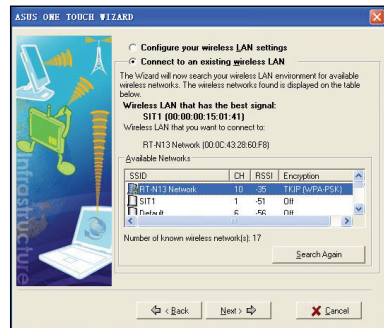 ASUS ONE TOUCH WIZARD
Configure your wireless LAN settings
Connect to an existing wireless LAN
The Wizard will now search your wireless LAN environment for available
wireless networks. The wireless networks found is displayed on the table
below.
Wireless LAN that has the best signal:
SIT1 (00:00:00:15:01:41)
Wireless LAN that you want to connect to:
RT-N13 Network (00:0C:43:28:60:F8)
Available Networks
SSID CH RSSI Encryption
RT-N13 Network 10 -35 TKIP (WPA-PSK)
SIT1 1 -51 Off
Default 6 -56 Off
Number of known wireless network(s): 17
Search Again
Infrastructure
< Back Next > Cancel